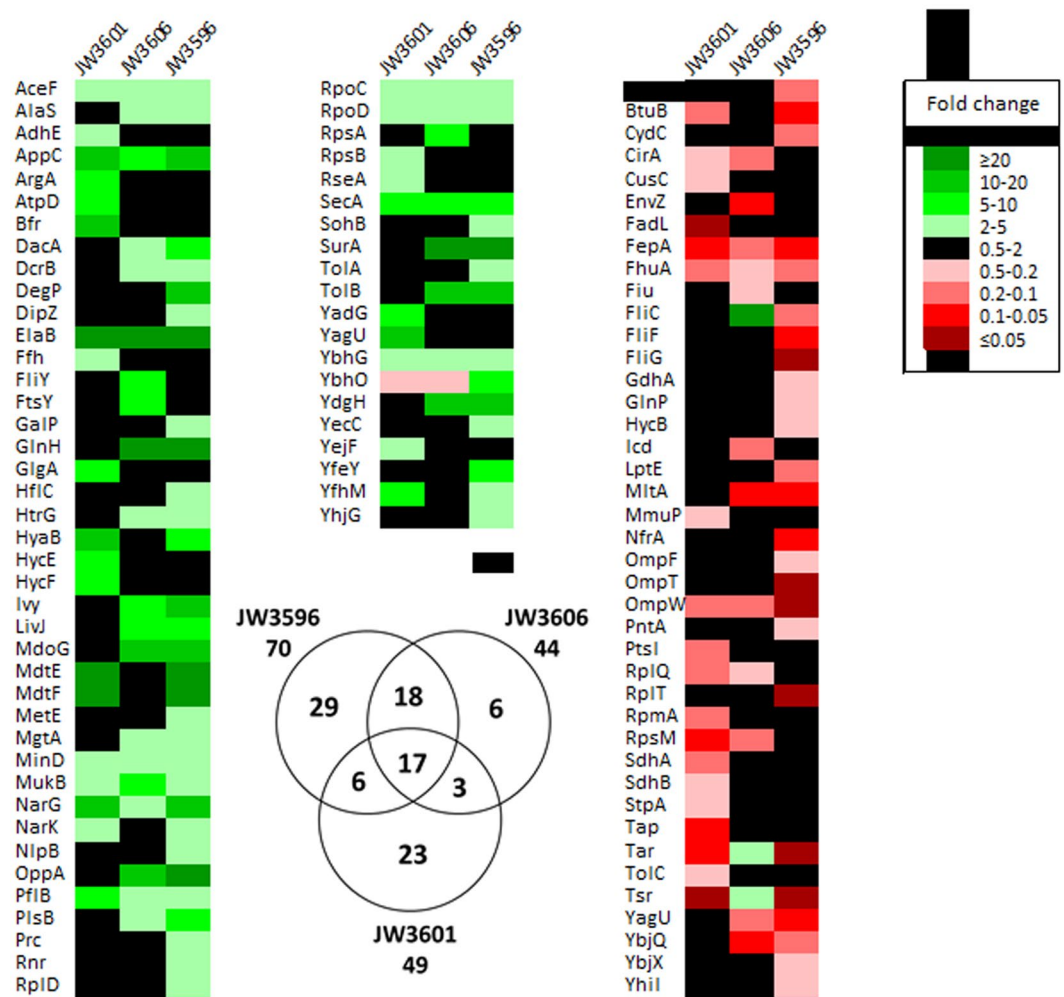 JW3601 JW3606 JW3596
AceF
AlaS
AdhE
AppC
ArgA
AtpD
Bfr
DacA
DcrB
DegP
DipZ
ElaB
Ffh
FliY
FtsY
GalP
GlnH
GlgA
HflC
HtrG
HyaB
HycE
HycF
Ivy
LivJ
MdoG
MdtE
MdtF
MetE
MgtA
MinD
MukB
NarG
NarK
NlpB
OppA
PflB
PlsB
Prc
Rnr
RplD
JW3601 JW3606 JW3596
RpoC
RpoD
RpsA
RpsB
RseA
SecA
SohB
SurA
TolA
TolB
YadG
YagU
YbhG
YbhO
YdgH
YecC
YejF
YfeY
YfhM
YhjG
JW3596
70
JW3606
44
29
18
6
17
6
3
23
JW3601
49
JW3601 JW3606 JW3596
BtuB
CydC
CirA
CusC
EnvZ
FadL
FepA
FhuA
Fiu
FliC
FliF
FliG
GdhA
GlnP
HycB
Icd
LptE
MltA
MmuP
NfrA
OmpF
OmpT
OmpW
PntA
PtsI
RplQ
RplT
RpmA
RpsM
SdhA
SdhB
StpA
Tap
Tar
TolC
Tsr
YagU
YbjQ
YbjX
YhiI
Fold change
≥20
10-20
5-10
2-5
0.5-2
0.5-0.2
0.2-0.1
0.1-0.05
≤0.05